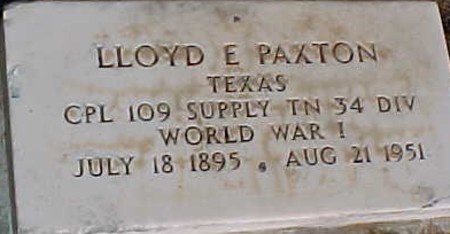 LLOYD E PAXTON
TEXAS
CPL 109 SUPPLY TN 34 DIV
WORLD WAR I
JULY 18 1895 . AUG 21 1951